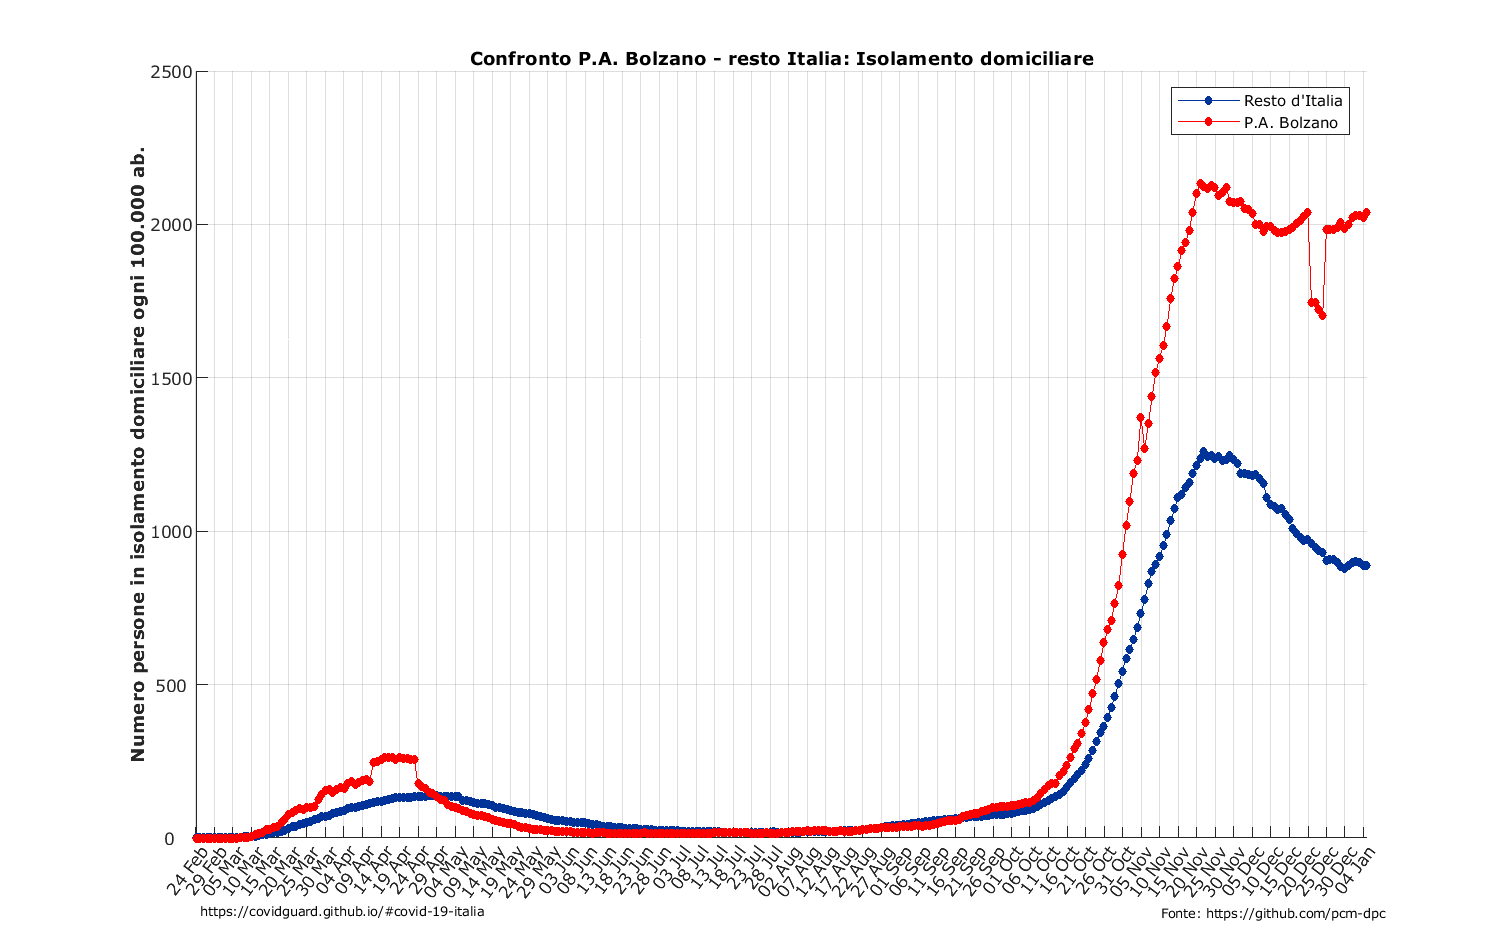 Confronto P.A. Bolzano - resto Italia: Isolamento domiciliare
Resto d'Italia
P.A. Bolzano
Numero persone in isolamento domiciliare ogni 100.000 ab.
2500
2000
1500
1000
500
0
24 Feb
29 Feb
05 Mar
10 Mar
15 Mar
20 Mar
25 Mar
30 Mar
04 Apr
09 Apr
14 Apr
19 Apr
24 Apr
29 Apr
04 May
09 May
14 May
19 May
24 May
29 May
03 Jun
08 Jun
13 Jun
18 Jun
23 Jun
28 Jun
03 Jul
08 Jul
13 Jul
18 Jul
23 Jul
28 Jul
02 Aug
07 Aug
12 Aug
17 Aug
22 Aug
27 Aug
01 Sep
06 Sep
11 Sep
16 Sep
21 Sep
26 Sep
01 Oct
06 Oct
11 Oct
16 Oct
21 Oct
26 Oct
31 Oct
05 Nov
10 Nov
15 Nov
20 Nov
25 Nov
30 Nov
05 Dec
10 Dec
15 Dec
20 Dec
25 Dec
30 Dec
04 Jan
https://covidguard.github.io/#covid-19-italia
Fonte: https://github.com/pcm-dpc